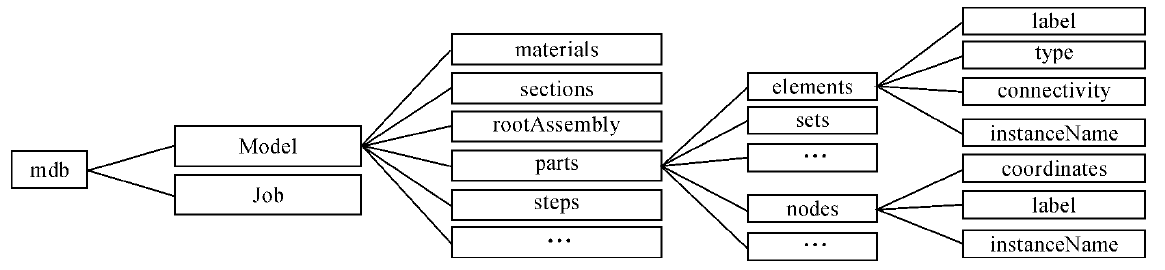 mdb
Model
Job
materials
sections
rootAssembly
parts
steps
…
elements
sets
…
nodes
…
label
type
connectivity
instanceName
coordinates
label
instanceName